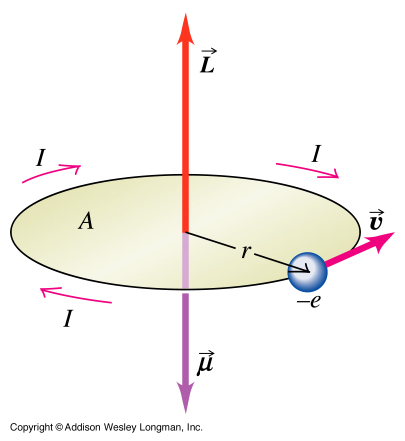 L⃗
I
I
A
v⃗
r
–e
I
μ⃗
Copyright © Addison Wesley Longman, Inc.